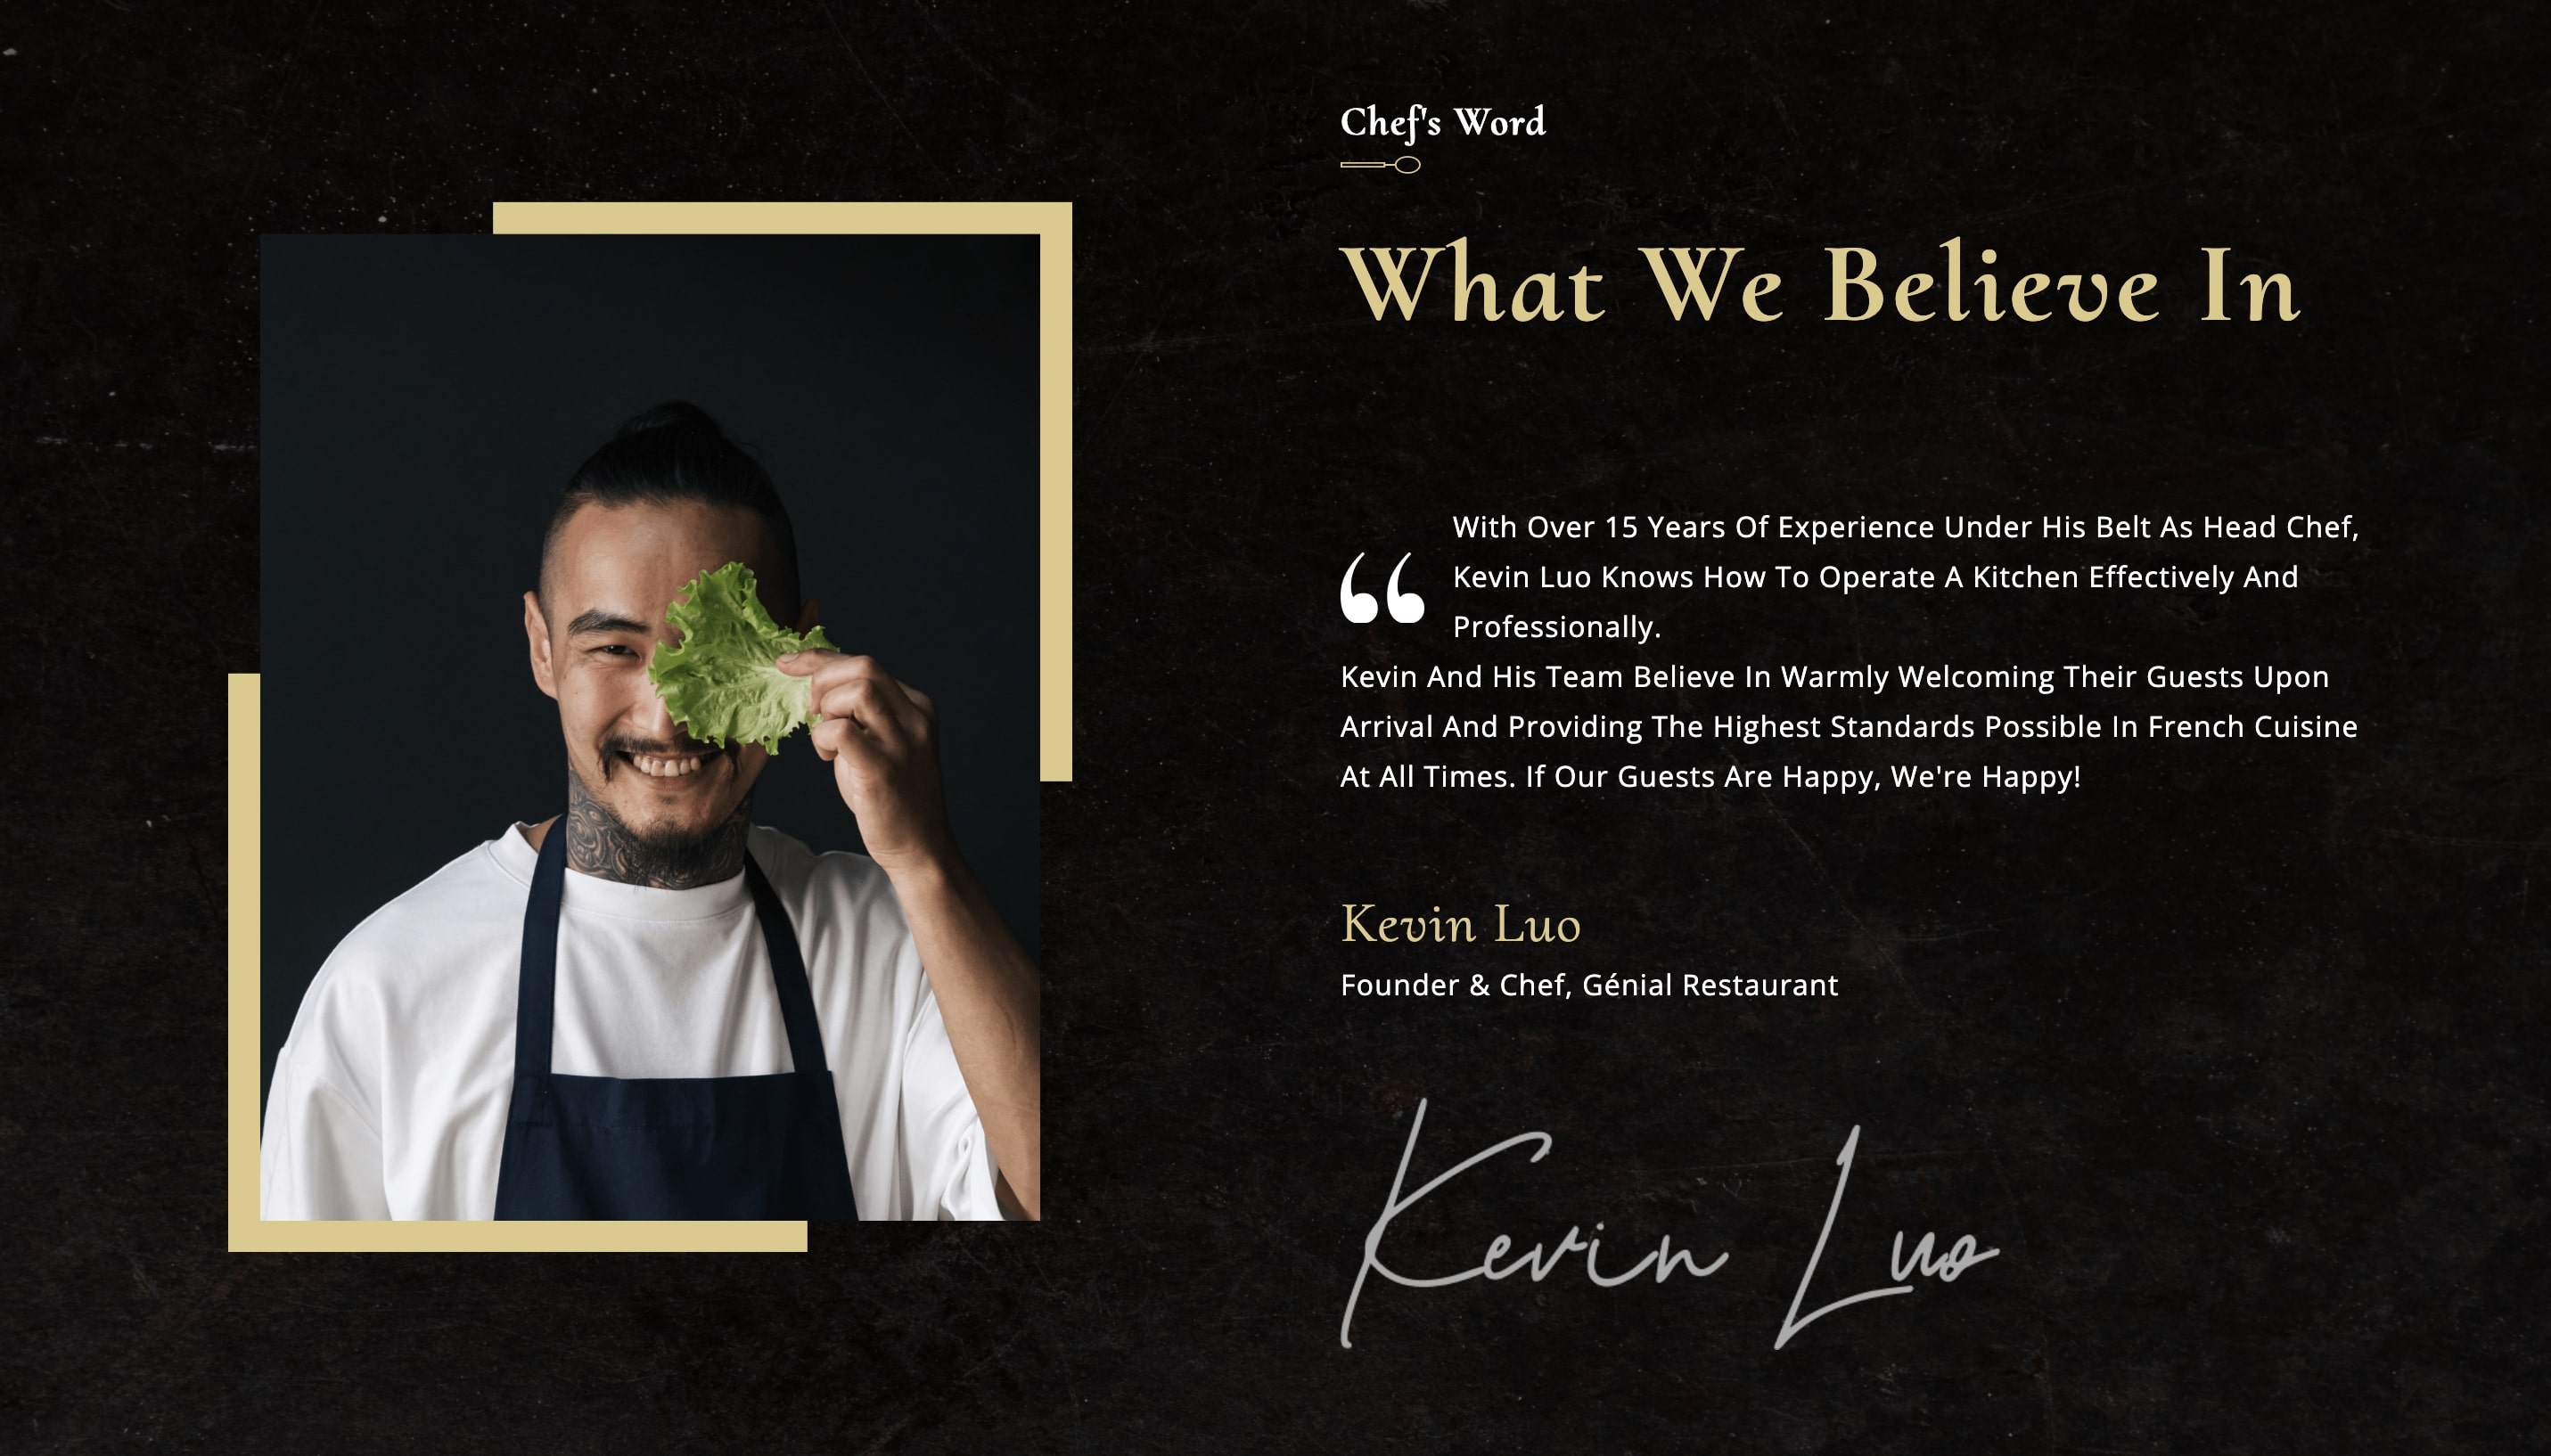 Chef's Word
What We Believe In
“
With Over 15 Years Of Experience Under His Belt As Head Chef,
Kevin Luo Knows How To Operate A Kitchen Effectively And
Professionally.
Kevin And His Team Believe In Warmly Welcoming Their Guests Upon
Arrival And Providing The Highest Standards Possible In French Cuisine
At All Times. If Our Guests Are Happy, We're Happy!
Kevin Luo
Founder & Chef, Génial Restaurant
Kevin Luo